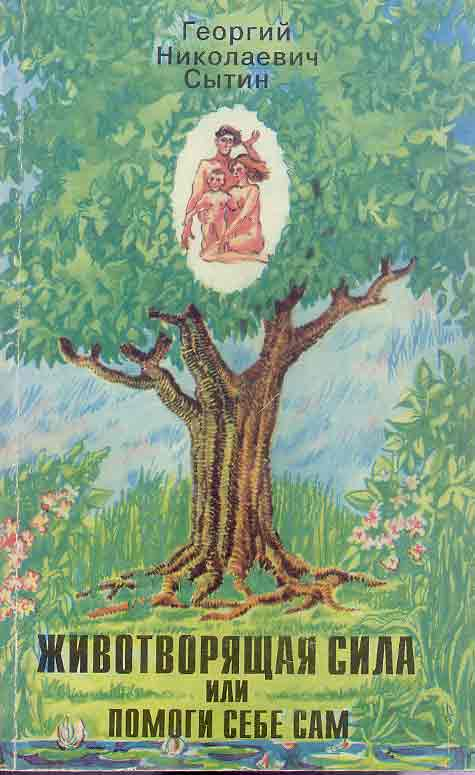 Георгий
Николаевич
Сытин
ЖИВОТВОРЯЩАЯ СИЛА
ИЛИ
ПОМОГИ СЕБЕ САМ